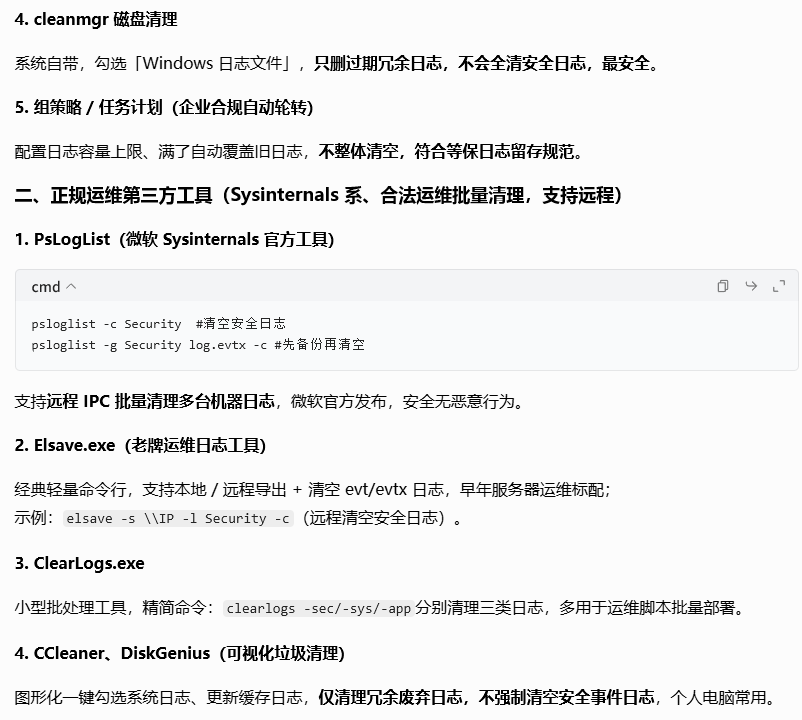 4. cleanmgr 磁盘清理
系统自带，勾选「Windows 日志文件」，只删过期冗余日志，不会全清安全日志，最安全。
5. 组策略 / 任务计划（企业合规自动轮转）
配置日志容量上限、满了自动覆盖旧日志，不整体清空，符合等保日志留存规范。
二、正规运维第三方工具（Sysinternals 系、合法运维批量清理，支持远程）
1. PsLogList（微软 Sysinternals 官方工具）
cmd
psloglist -c Security  #清空安全日志
psloglist -g Security log.evtx -c #先备份再清空
支持远程 IPC 批量清理多台机器日志，微软官方发布，安全无恶意行为。
2. Elsave.exe（老牌运维日志工具）
经典轻量命令行，支持本地 / 远程导出 + 清空 evt/evtx 日志，早年服务器运维标配；
示例：elsave -s \\IP -l Security -c（远程清空安全日志）。
3. ClearLogs.exe
小型批处理工具，精简命令：clearlogs -sec/-sys/-app分别清理三类日志，多用于运维脚本批量部署。
4. CCleaner、DiskGenius（可视化垃圾清理）
图形化一键勾选系统日志、更新缓存日志，仅清理冗余废弃日志，不强制清空安全事件日志，个人电脑常用。